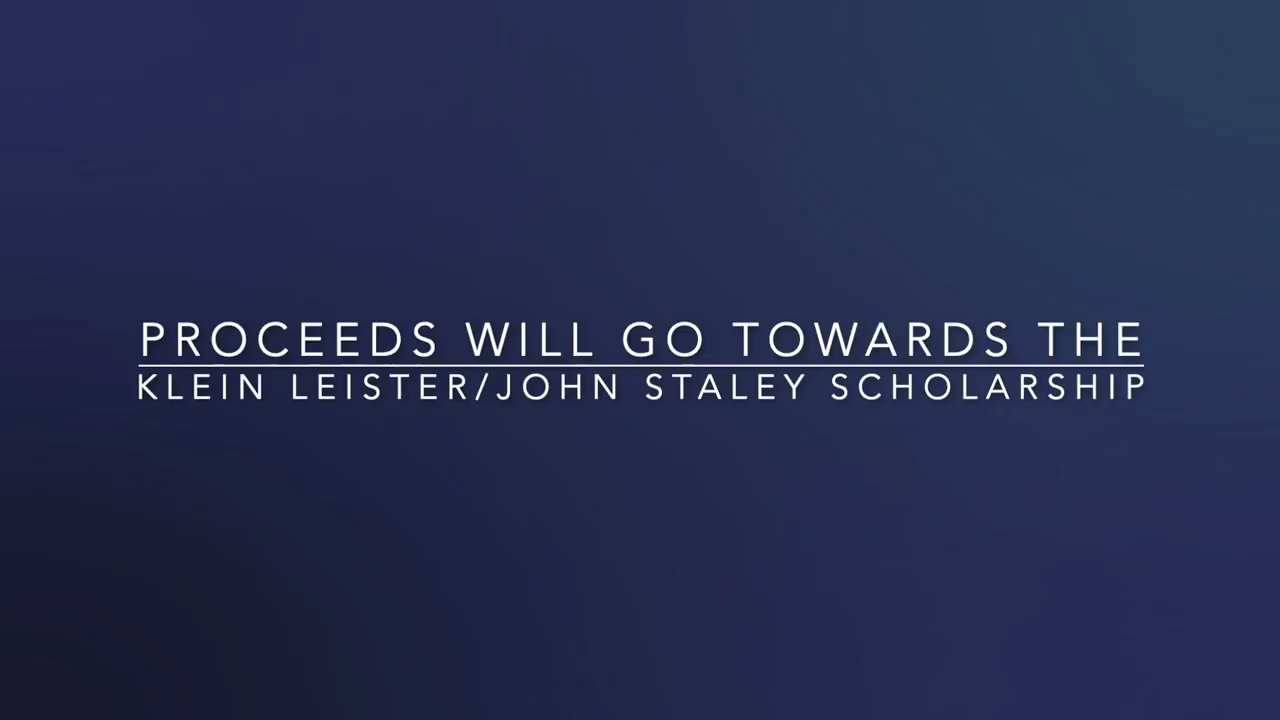 PROCEEDS WILL GO TOWARDS THE
KLEIN LEISTER/JOHN STALEY SCHOLARSHIP